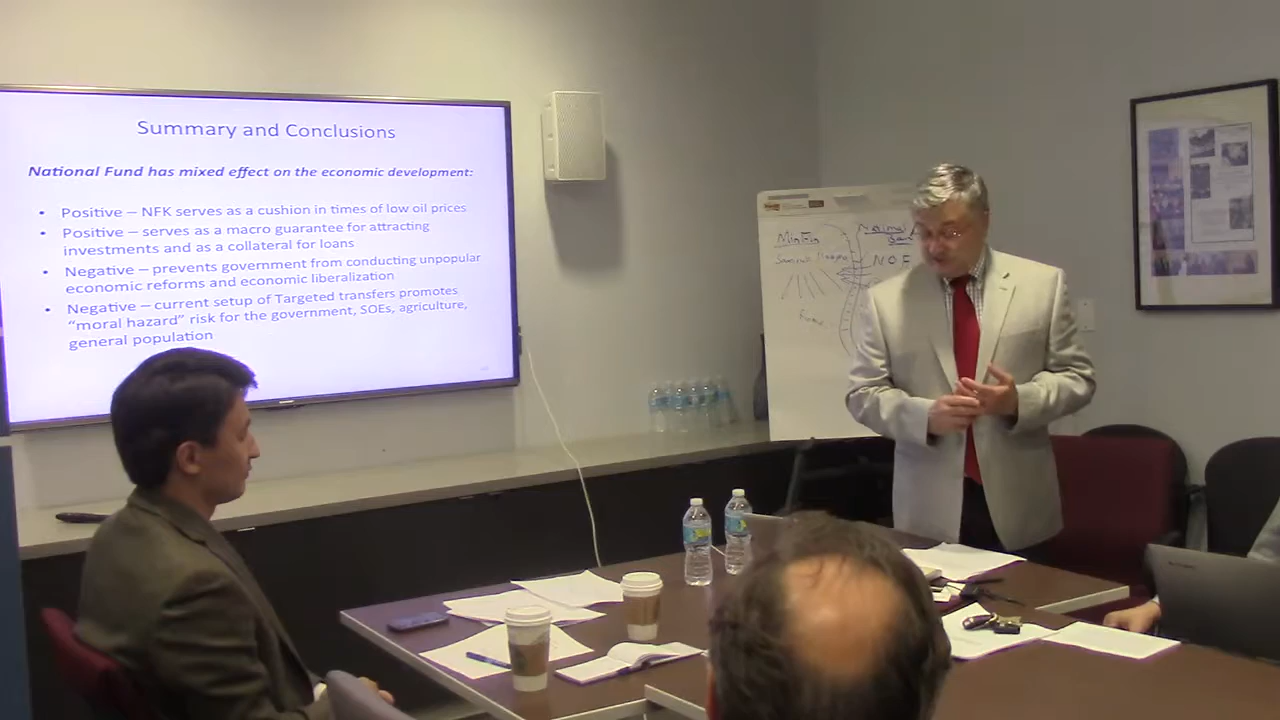 Summary and Conclusions
National Fund has mixed effect on the economic development:
• Positive – NFK serves as a cushion in times of low oil prices
• Positive – serves as a macro guarantee for attracting
investments and as a collateral for loans
• Negative – prevents government from conducting unpopular
economic reforms and economic liberalization
• Negative – current setup of Targeted transfers promotes
"moral hazard" risk for the government, SOEs, agriculture,
general population
NOF